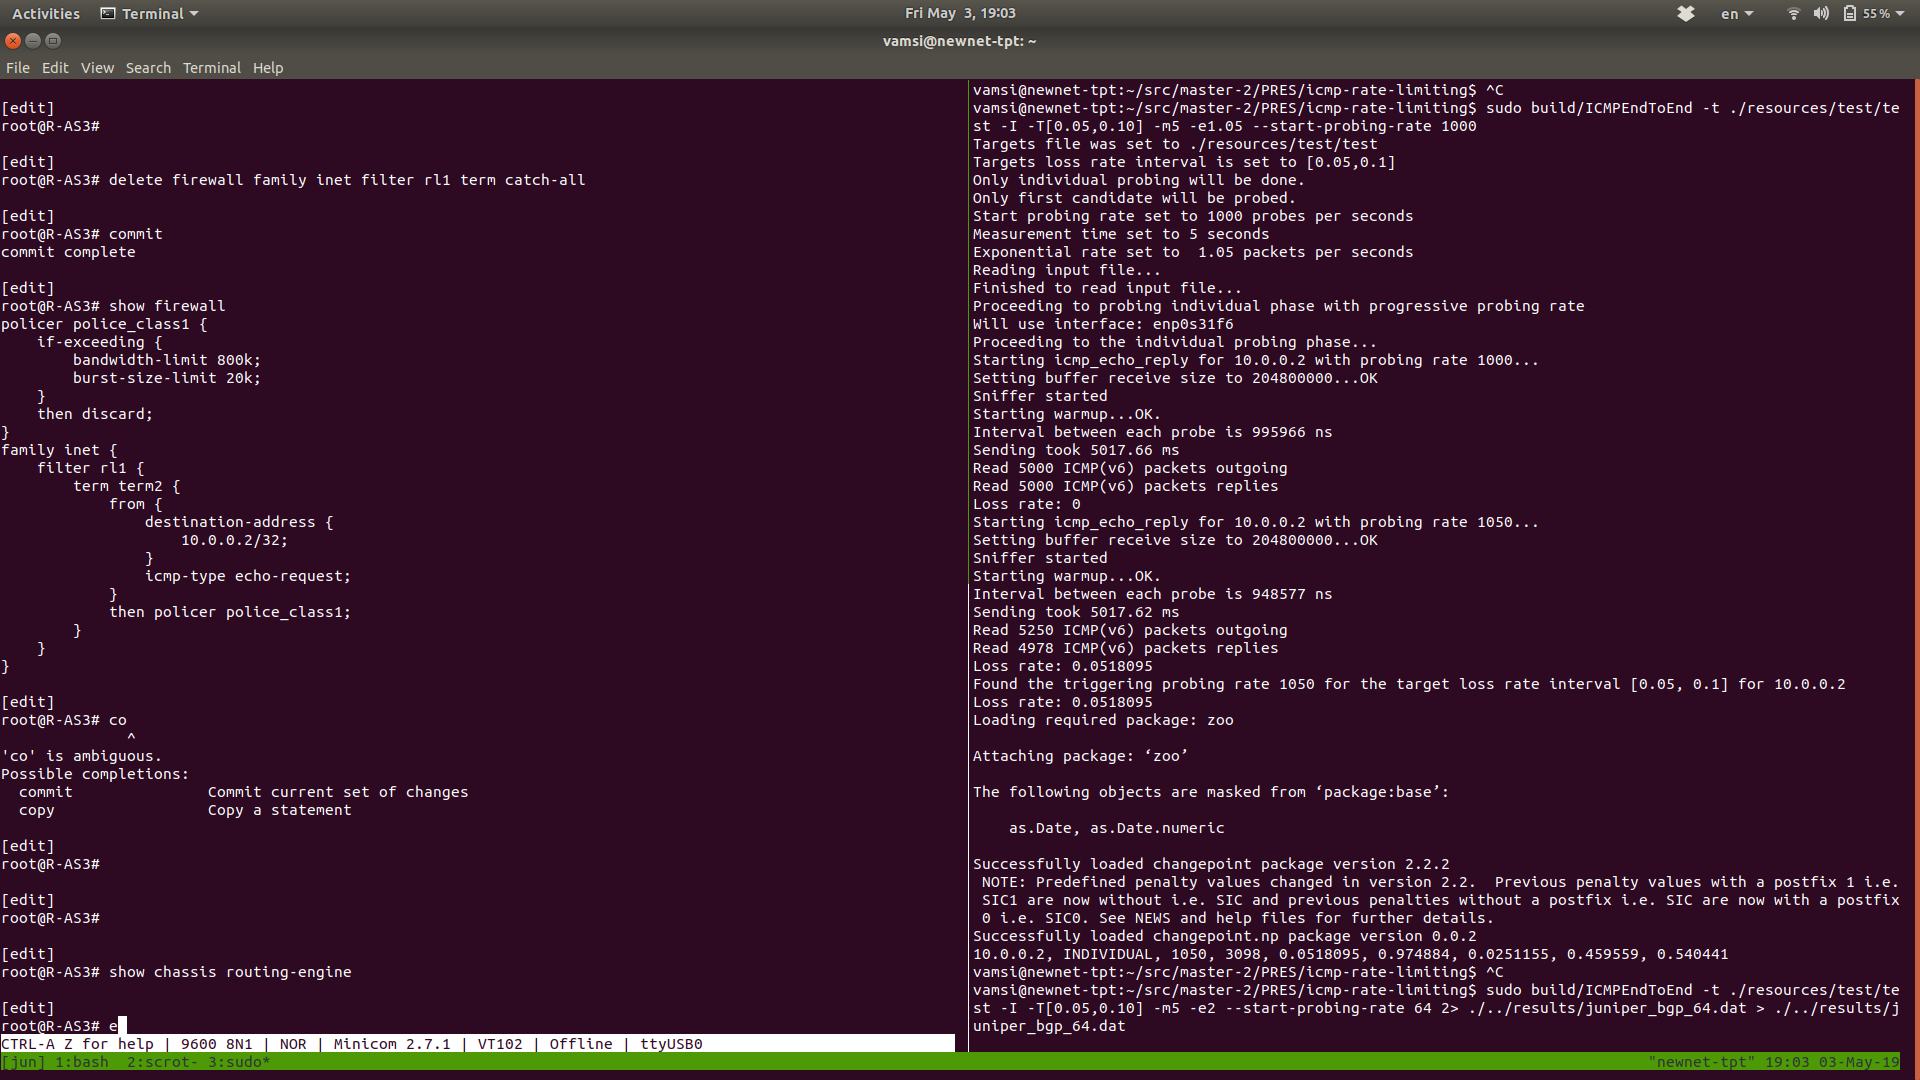 Activities Terminal Fri May 3, 19:03 en 55 %
vamsi@newnet-tpt: ~
File Edit View Search Terminal Help
[edit]
root@R-AS3#
[edit]
root@R-AS3# delete firewall family inet filter rl1 term catch-all
[edit]
root@R-AS3# commit
commit complete
[edit]
root@R-AS3# show firewall
policer police_class1 {
    if-exceeding {
        bandwidth-limit 800k;
        burst-size-limit 20k;
    }
    then discard;
}
family inet {
    filter rl1 {
        term term2 {
            from {
                destination-address {
                    10.0.0.2/32;
                }
                icmp-type echo-request;
            }
            then policer police_class1;
        }
    }
}
[edit]
root@R-AS3# co
              ^
'co' is ambiguous.
Possible completions:
  commit               Commit current set of changes
  copy                 Copy a statement
[edit]
root@R-AS3#
[edit]
root@R-AS3#
[edit]
root@R-AS3# show chassis routing-engine
[edit]
root@R-AS3# e
CTRL-A Z for help | 9600 8N1 | NOR | Minicom 2.7.1 | VT102 | Offline | ttyUSB0
vamsi@newnet-tpt:~/src/master-2/PRES/icmp-rate-limiting$ ^C
vamsi@newnet-tpt:~/src/master-2/PRES/icmp-rate-limiting$ sudo build/ICMPEndToEnd -t ./resources/test/te
st -I -T[0.05,0.10] -m5 -e1.05 --start-probing-rate 1000
Targets file was set to ./resources/test/test
Targets loss rate interval is set to [0.05,0.1]
Only individual probing will be done.
Only first candidate will be probed.
Start probing rate set to 1000 probes per seconds
Measurement time set to 5 seconds
Exponential rate set to  1.05 packets per seconds
Reading input file...
Finished to read input file...
Proceeding to probing individual phase with progressive probing rate
Will use interface: enp0s31f6
Proceeding to the individual probing phase...
Starting icmp_echo_reply for 10.0.0.2 with probing rate 1000...
Setting buffer receive size to 204800000...OK
Sniffer started
Starting warmup...OK.
Interval between each probe is 995966 ns
Sending took 5017.66 ms
Read 5000 ICMP(v6) packets outgoing
Read 5000 ICMP(v6) packets replies
Loss rate: 0
Starting icmp_echo_reply for 10.0.0.2 with probing rate 1050...
Setting buffer receive size to 204800000...OK
Sniffer started
Starting warmup...OK.
Interval between each probe is 948577 ns
Sending took 5017.62 ms
Read 5250 ICMP(v6) packets outgoing
Read 4978 ICMP(v6) packets replies
Loss rate: 0.0518095
Found the triggering probing rate 1050 for the target loss rate interval [0.05, 0.1] for 10.0.0.2
Loss rate: 0.0518095
Loading required package: zoo
Attaching package: ‘zoo’
The following objects are masked from ‘package:base’:
    as.Date, as.Date.numeric
Successfully loaded changepoint package version 2.2.2
 NOTE: Predefined penalty values changed in version 2.2.  Previous penalty values with a postfix 1 i.e.
 SIC1 are now without i.e. SIC and previous penalties without a postfix i.e. SIC are now with a postfix
 0 i.e. SIC0. See NEWS and help files for further details.
Successfully loaded changepoint.np package version 0.0.2
10.0.0.2, INDIVIDUAL, 1050, 3098, 0.0518095, 0.974884, 0.0251155, 0.459559, 0.540441
vamsi@newnet-tpt:~/src/master-2/PRES/icmp-rate-limiting$ ^C
vamsi@newnet-tpt:~/src/master-2/PRES/icmp-rate-limiting$ sudo build/ICMPEndToEnd -t ./resources/test/te
st -I -T[0.05,0.10] -m5 -e2 --start-probing-rate 64 2> ./../results/juniper_bgp_64.dat > ./../results/j
uniper_bgp_64.dat
[jun] 1:bash  2:scrot- 3:sudo* "newnet-tpt" 19:03 03-May-19